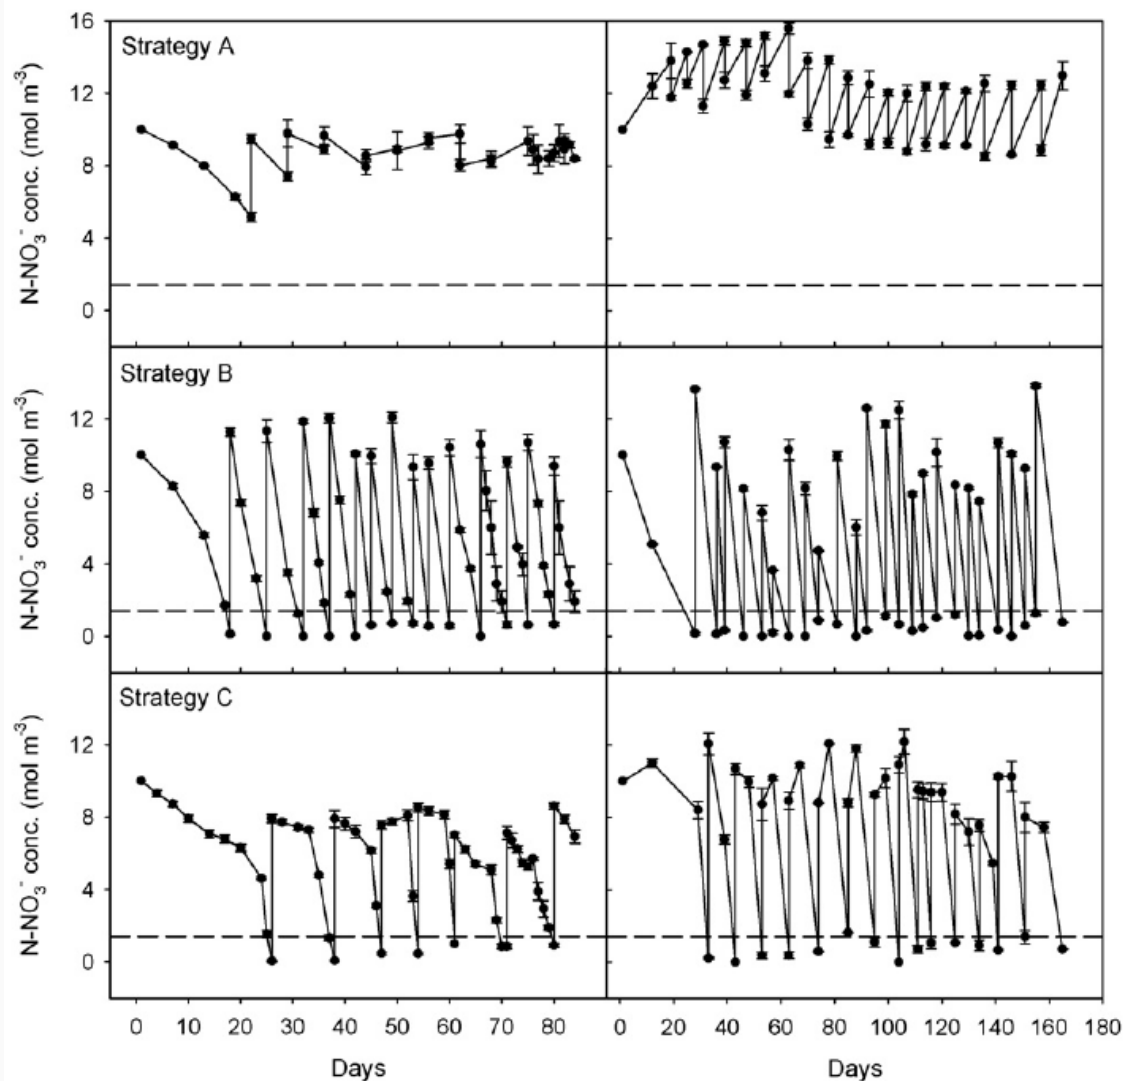 16
12
8
4
0
N-NO₃⁻ conc. (mol m⁻³)
Strategy A
12
8
4
0
N-NO₃⁻ conc. (mol m⁻³)
Strategy B
12
8
4
0
N-NO₃⁻ conc. (mol m⁻³)
Strategy C
0 10 20 30 40 50 60 70 80
0 20 40 60 80 100 120 140 160 180
Days
Days